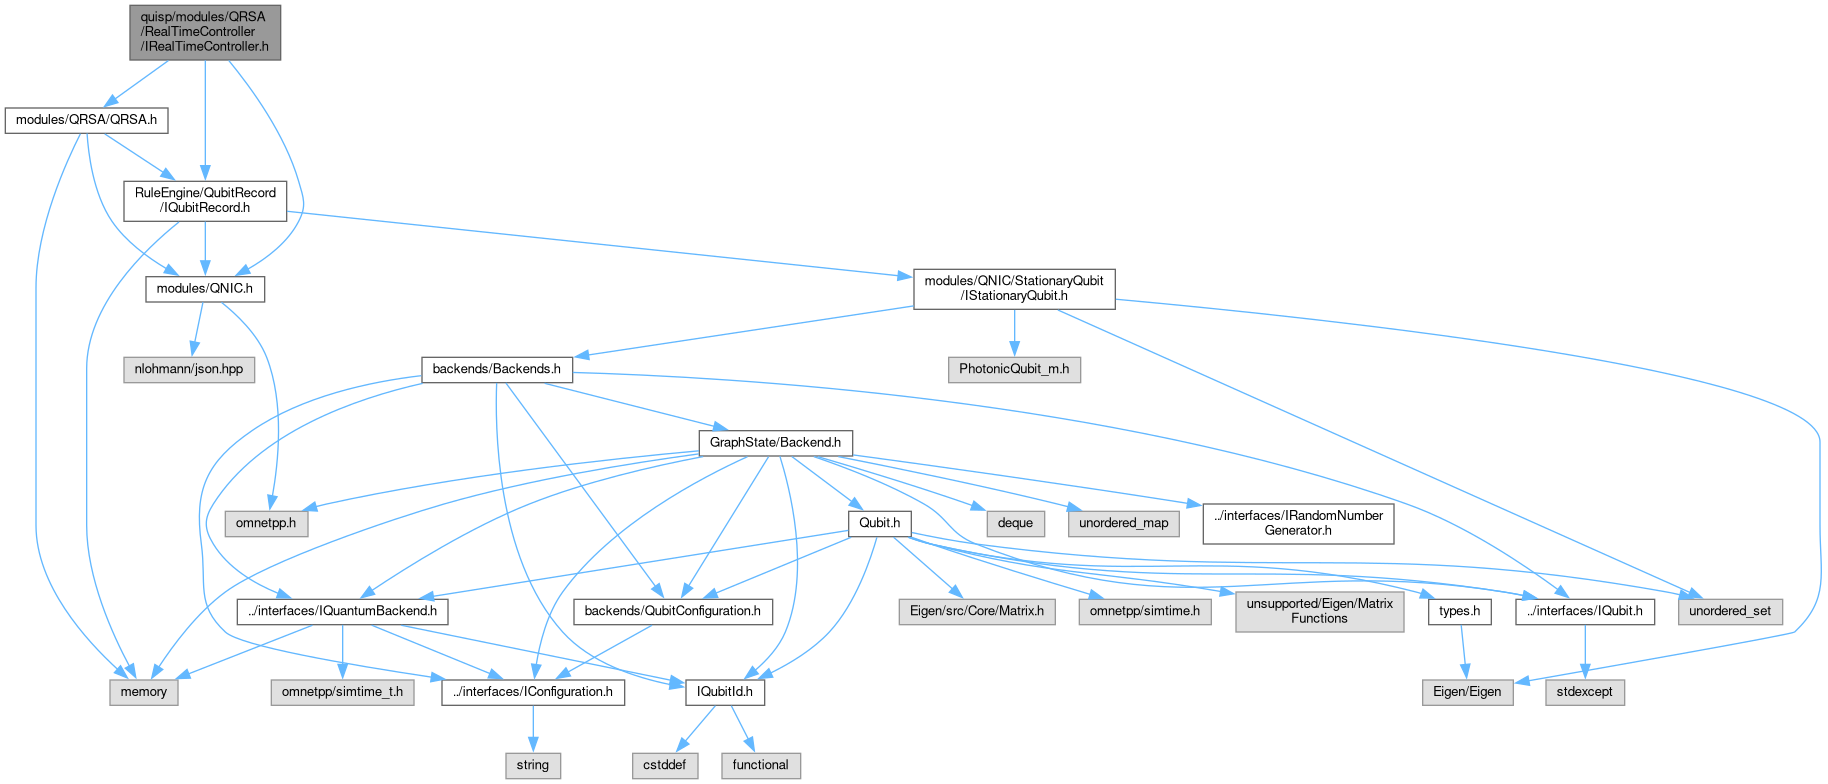 quisp/modules/QRSA
/RealTimeController
/IRealTimeController.h
modules/QRSA/QRSA.h
RuleEngine/QubitRecord
/IQubitRecord.h
modules/QNIC.h
modules/QNIC/StationaryQubit
/IStationaryQubit.h
nlohmann/json.hpp
backends/Backends.h
PhotonicQubit_m.h
GraphState/Backend.h
omnetpp.h
Qubit.h
deque
unordered_map
../interfaces/IRandomNumber
Generator.h
../interfaces/IQuantumBackend.h
backends/QubitConfiguration.h
Eigen/src/Core/Matrix.h
omnetpp/simtime.h
unsupported/Eigen/Matrix
Functions
types.h
../interfaces/IQubit.h
unordered_set
memory
omnetpp/simtime_t.h
../interfaces/IConfiguration.h
IQubitId.h
Eigen/Eigen
stdexcept
string
cstddef
functional